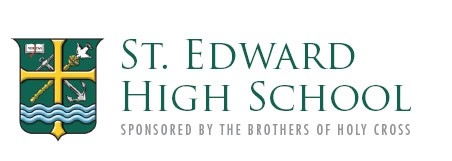 ST. EDWARD
HIGH SCHOOL
SPONSORED BY THE BROTHERS OF HOLY CROSS